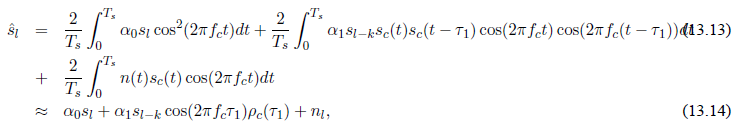 ŝ_l = 2/T_s ∫_0^{T_s} α_0 s_l cos²(2πf_c t)dt + 2/T_s ∫_0^{T_s} α_1 s_{l−k} s_c(t)s_c(t − τ_1) cos(2πf_c t) cos(2πf_c(t − τ_1))dt (13.13)
+ 2/T_s ∫_0^{T_s} n(t)s_c(t) cos(2πf_c t)dt
≈ α_0 s_l + α_1 s_{l−k} cos(2πf_c τ_1)ρ_c(τ_1) + n_l, (13.14)